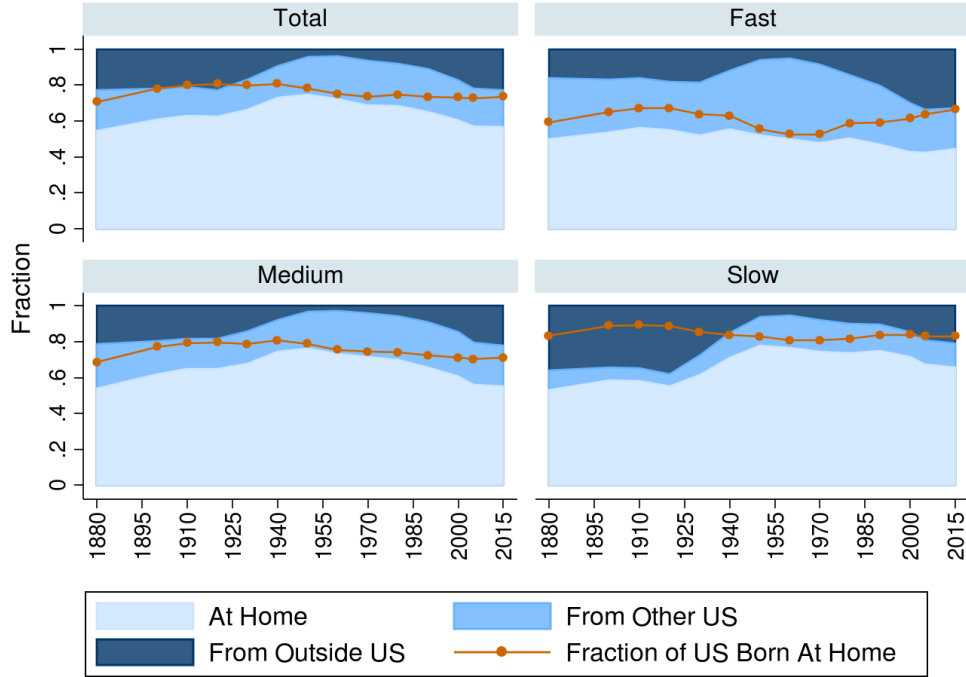 Total
Fast
0 .2 .4 .6 .8 1
Fraction
Medium
Slow
0 .2 .4 .6 .8 1
1880 1895 1910 1925 1940 1955 1970 1985 2000 2015
1880 1895 1910 1925 1940 1955 1970 1985 2000 2015
At Home
From Other US
From Outside US
Fraction of US Born At Home